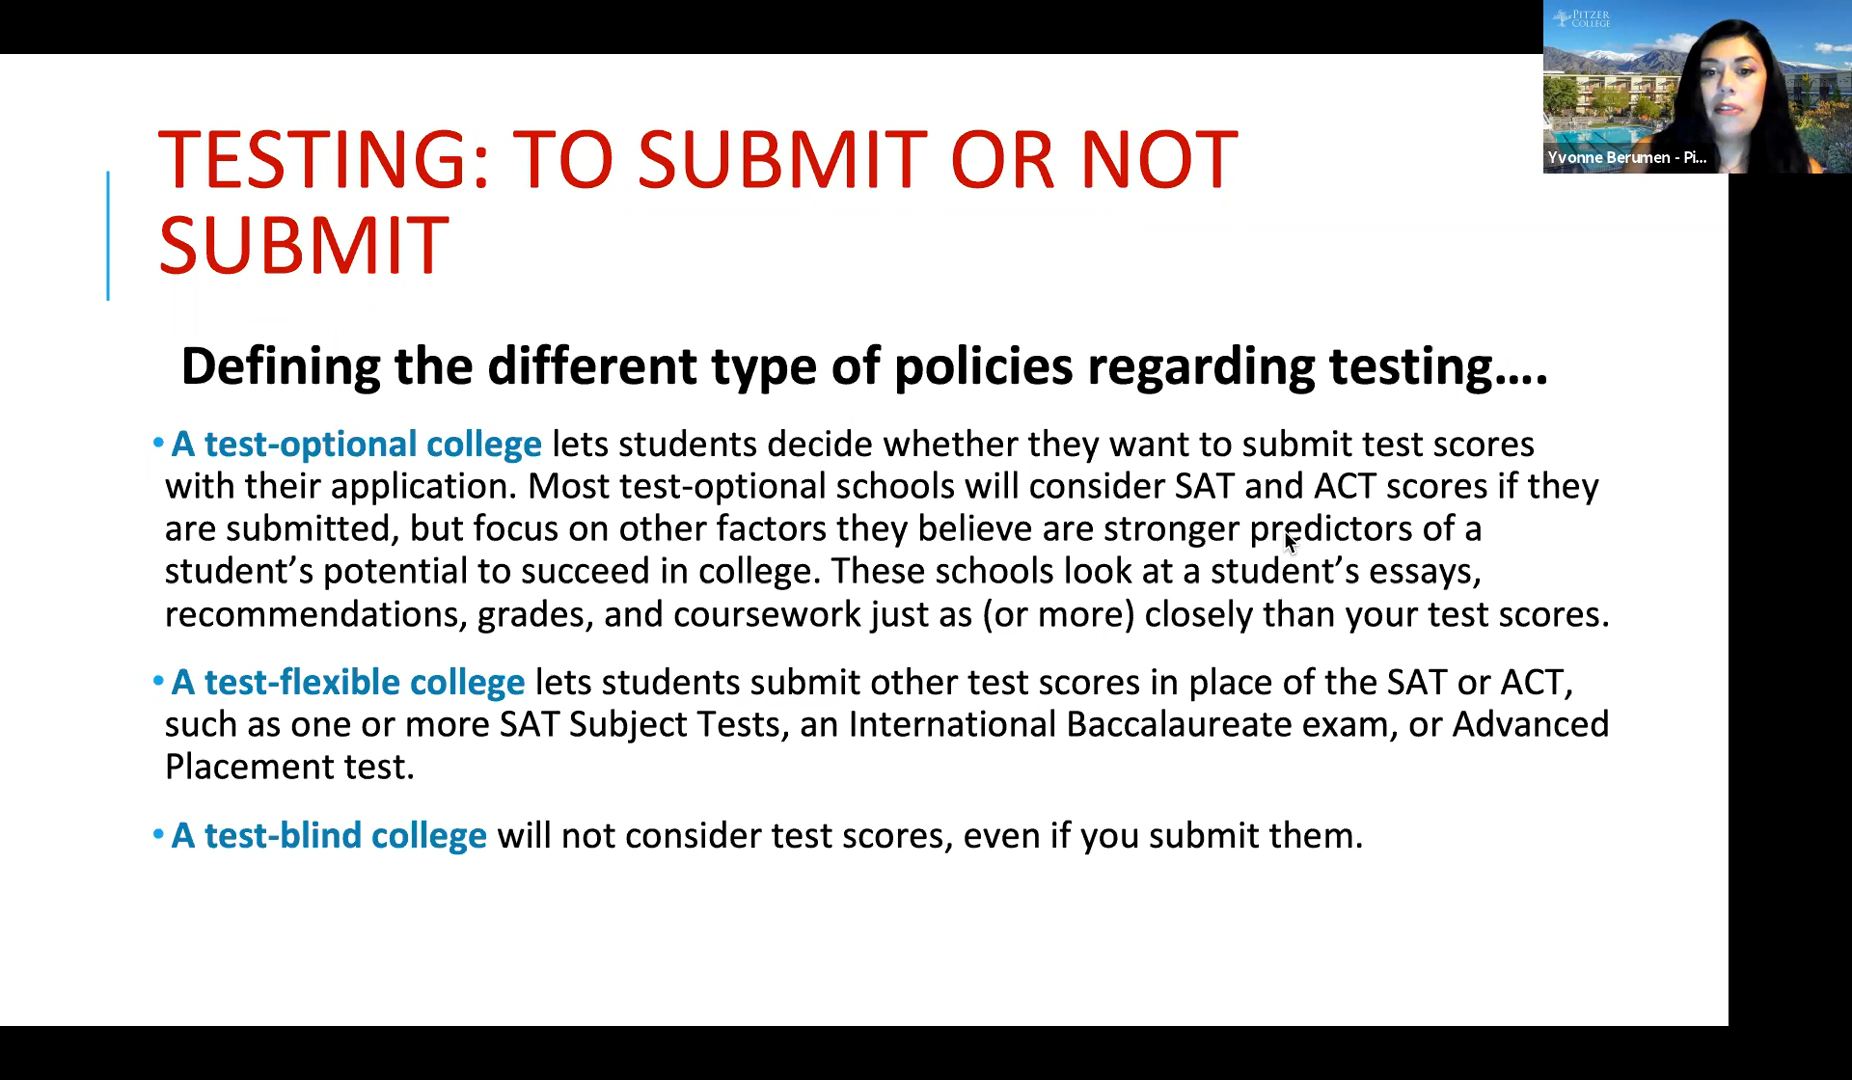 PITZER
COLLEGE
Yvonne Berumen - Pi...
TESTING: TO SUBMIT OR NOT
SUBMIT
Defining the different type of policies regarding testing....
• A test-optional college lets students decide whether they want to submit test scores
with their application. Most test-optional schools will consider SAT and ACT scores if they
are submitted, but focus on other factors they believe are stronger predictors of a
student’s potential to succeed in college. These schools look at a student’s essays,
recommendations, grades, and coursework just as (or more) closely than your test scores.
• A test-flexible college lets students submit other test scores in place of the SAT or ACT,
such as one or more SAT Subject Tests, an International Baccalaureate exam, or Advanced
Placement test.
• A test-blind college will not consider test scores, even if you submit them.